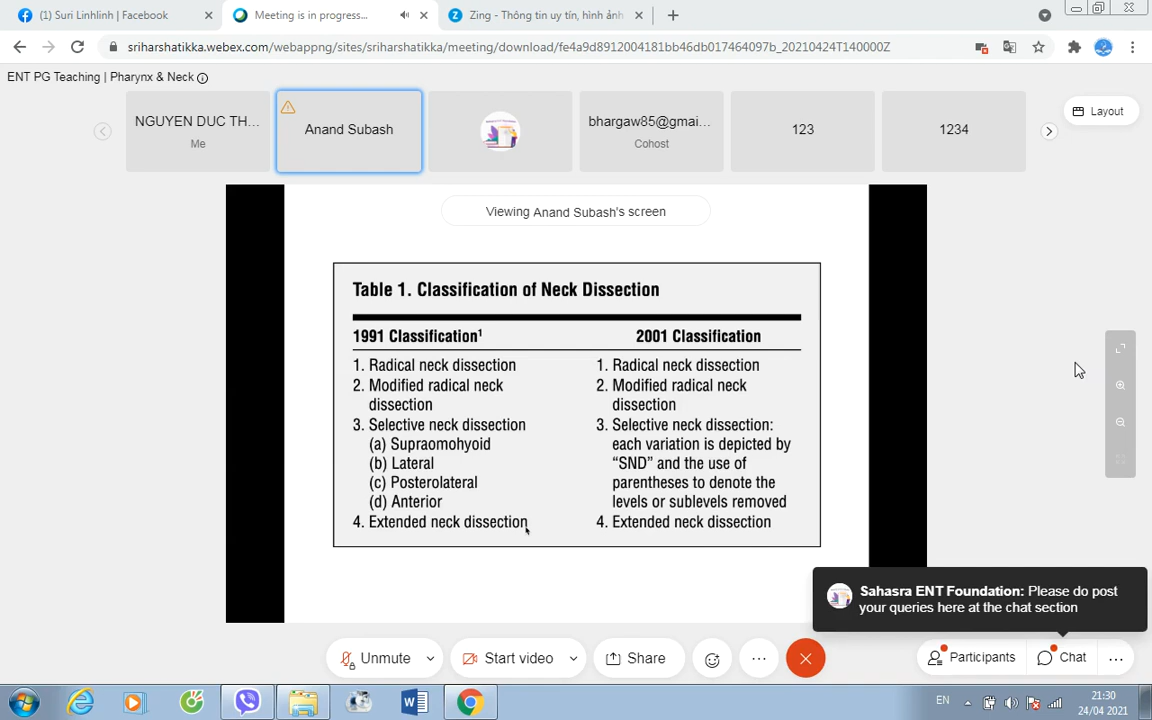 (1) Suri Linhlinh | Facebook
Meeting is in progress...
Zing - Thông tin uy tín, hình ảnh
sriharshatikka.webex.com/webappng/sites/sriharshatikka/meeting/download/fe4a9d8912004181bb46db017464097b_20210424T140000Z
ENT PG Teaching | Pharynx & Neck
NGUYEN DUC TH...
Me
Anand Subash
bhargaw85@gmai...
Cohost
123
1234
Layout
Viewing Anand Subash's screen
Table 1. Classification of Neck Dissection
1991 Classification¹
1. Radical neck dissection
2. Modified radical neck
dissection
3. Selective neck dissection
(a) Supraomohyoid
(b) Lateral
(c) Posterolateral
(d) Anterior
4. Extended neck dissection
2001 Classification
1. Radical neck dissection
2. Modified radical neck
dissection
3. Selective neck dissection:
each variation is depicted by
“SND” and the use of
parentheses to denote the
levels or sublevels removed
4. Extended neck dissection
Sahasra ENT Foundation: Please do post
your queries here at the chat section
Unmute
Start video
Share
Participants
Chat
EN
21:30
24/04/2021